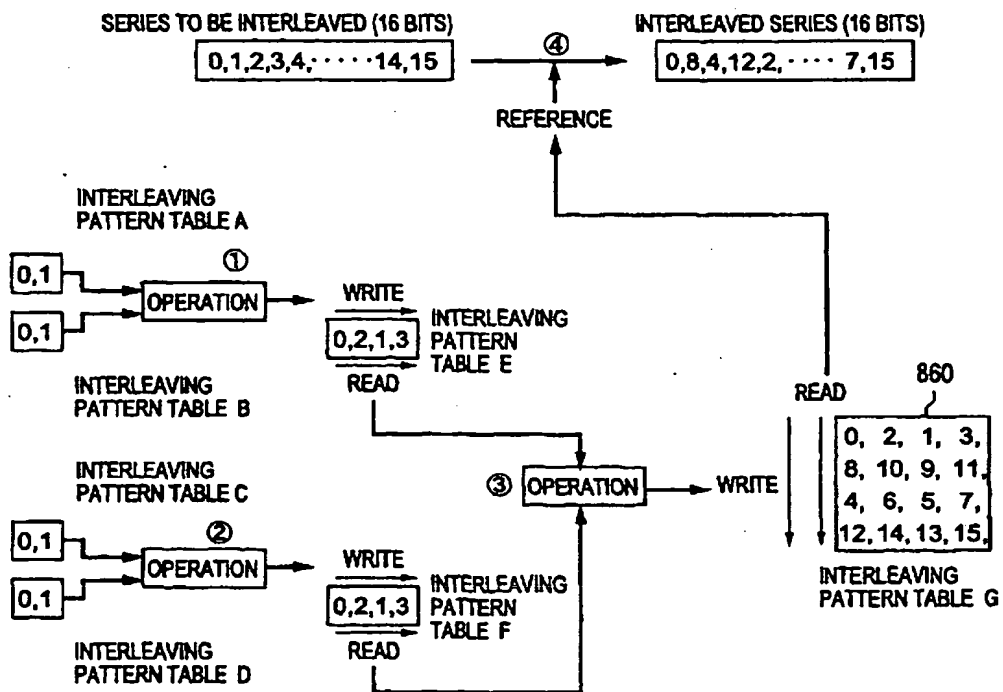 SERIES TO BE INTERLEAVED (16 BITS)
0,1,2,3,4,·····14,15
④
INTERLEAVED SERIES (16 BITS)
0,8,4,12,2,···· 7,15
REFERENCE
INTERLEAVING
PATTERN TABLE A
0,1
0,1
①
OPERATION
WRITE
0,2,1,3
READ
INTERLEAVING
PATTERN
TABLE E
INTERLEAVING
PATTERN TABLE B
INTERLEAVING
PATTERN TABLE C
0,1
0,1
②
OPERATION
WRITE
0,2,1,3
READ
INTERLEAVING
PATTERN
TABLE F
INTERLEAVING
PATTERN TABLE D
③
OPERATION
WRITE
READ
860
0, 2, 1, 3,
8, 10, 9, 11,
4, 6, 5, 7,
12, 14, 13, 15,
INTERLEAVING
PATTERN TABLE G